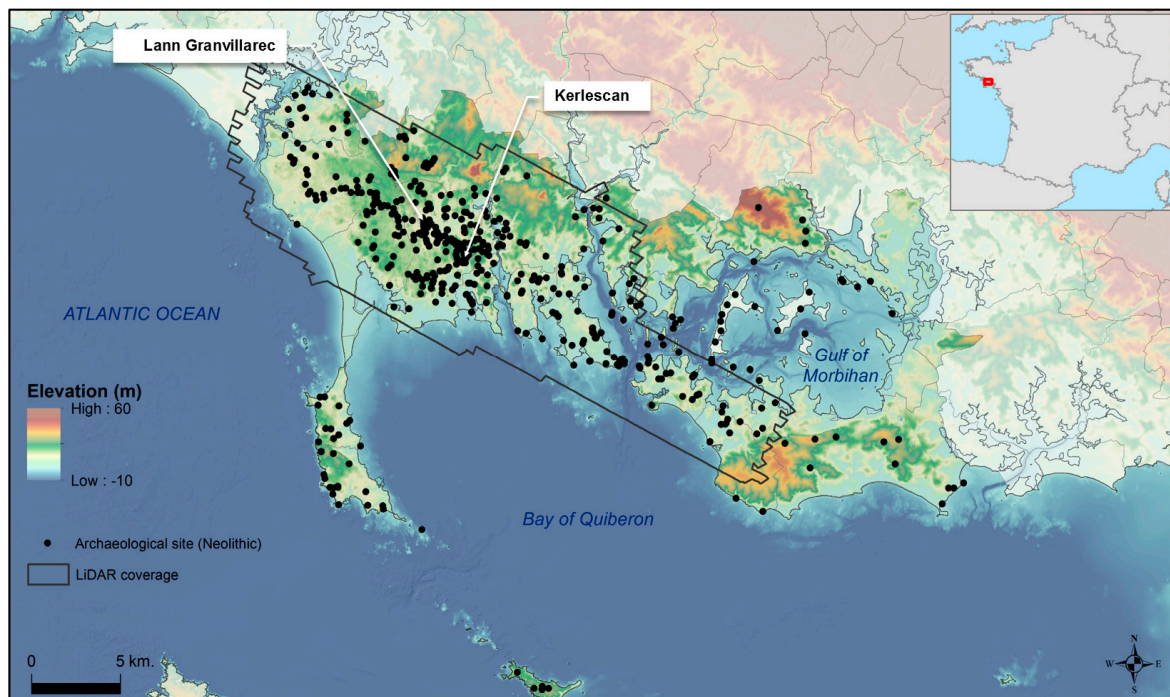 Lann Granvillarec
Kerlescan
ATLANTIC OCEAN
Gulf of
Morbihan
Elevation (m)
High : 60
Low : -10
Bay of Quiberon
Archaeological site (Neolithic)
LiDAR coverage
0
5 km.
N
W
E
S